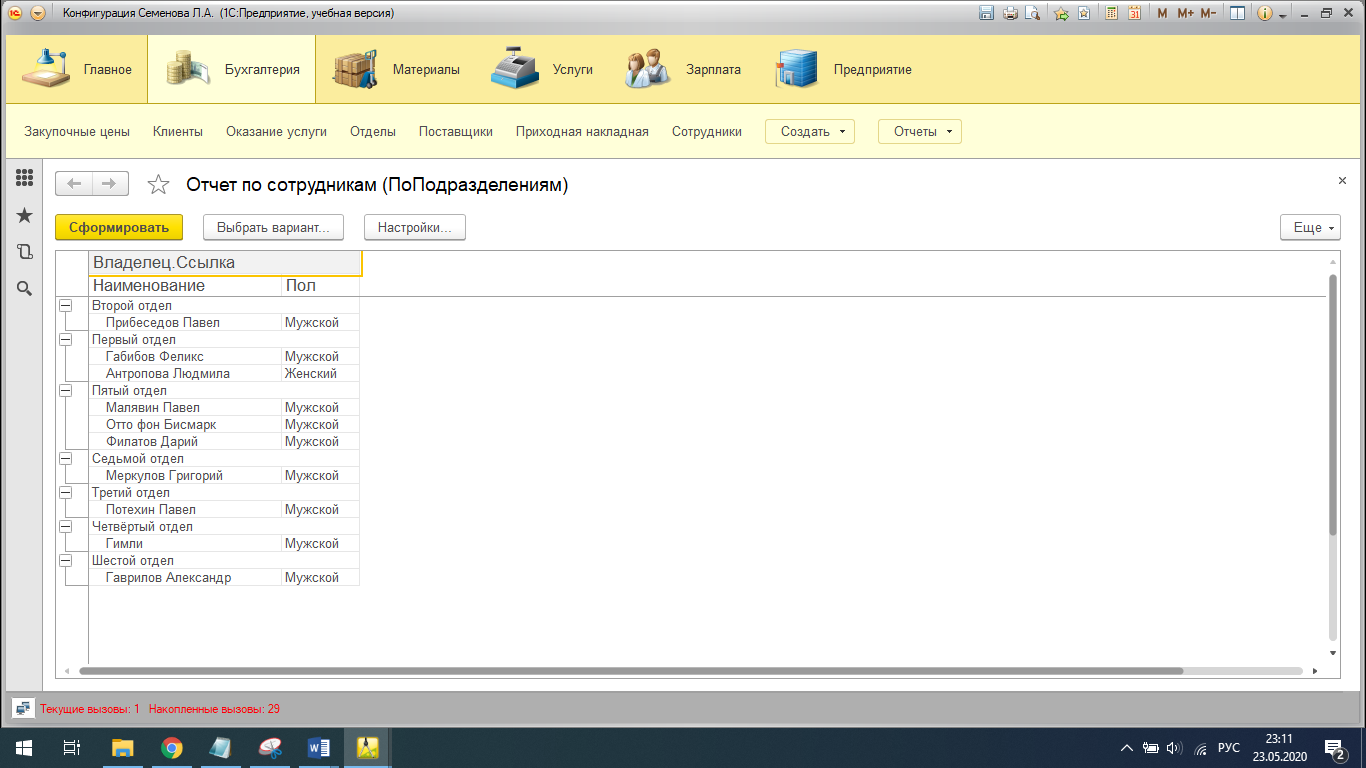 Конфигурация Семенова Л.А. (1С:Предприятие, учебная версия)
M M+ M-
Главное Бухгалтерия Материалы Услуги Зарплата Предприятие
Закупочные цены Клиенты Оказание услуги Отделы Поставщики Приходная накладная Сотрудники Создать Отчеты
Отчет по сотрудникам (ПоПодразделениям)
Сформировать Выбрать вариант... Настройки... Еще
Владелец.Ссылка
Наименование Пол
Второй отдел
Прибеседов Павел Мужской
Первый отдел
Габибов Феликс Мужской
Антропова Людмила Женский
Пятый отдел
Малявин Павел Мужской
Отто фон Бисмарк Мужской
Филатов Дарий Мужской
Седьмой отдел
Меркулов Григорий Мужской
Третий отдел
Потехин Павел Мужской
Четвёртый отдел
Гимли Мужской
Шестой отдел
Гаврилов Александр Мужской
Текущие вызовы: 1 Накопленные вызовы: 29
РУС
23:11
23.05.2020
2